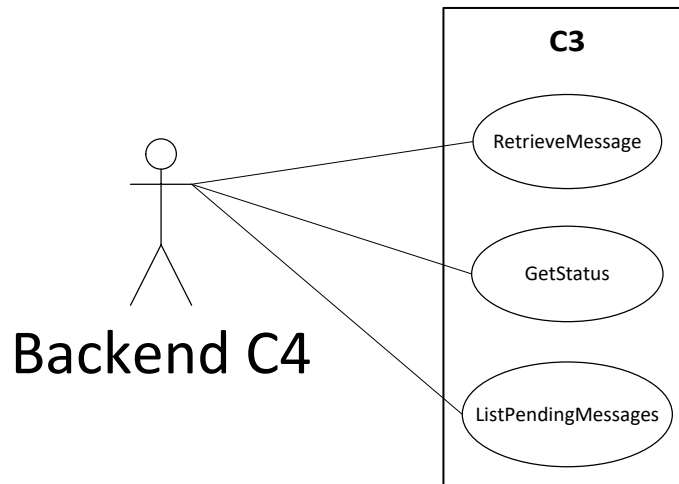 C3
RetrieveMessage
GetStatus
Backend C4
ListPendingMessages